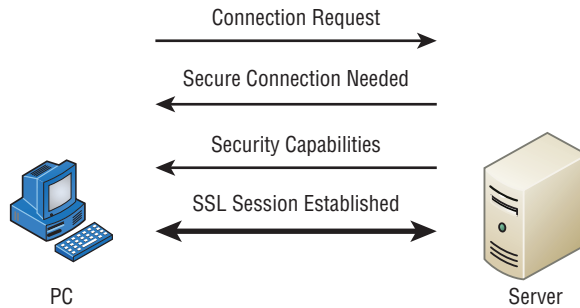 Connection Request
Secure Connection Needed
Security Capabilities
SSL Session Established
PC
Server